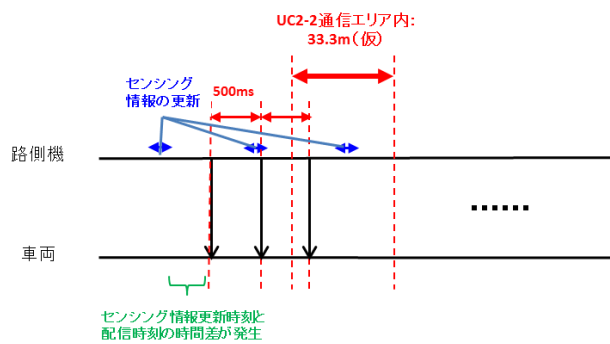 UC2-2通信エリア内:
33.3m(仮)
センシング
情報の更新
500ms
路側機
......
車両
センシング情報更新時刻と
配信時刻の時間差が発生